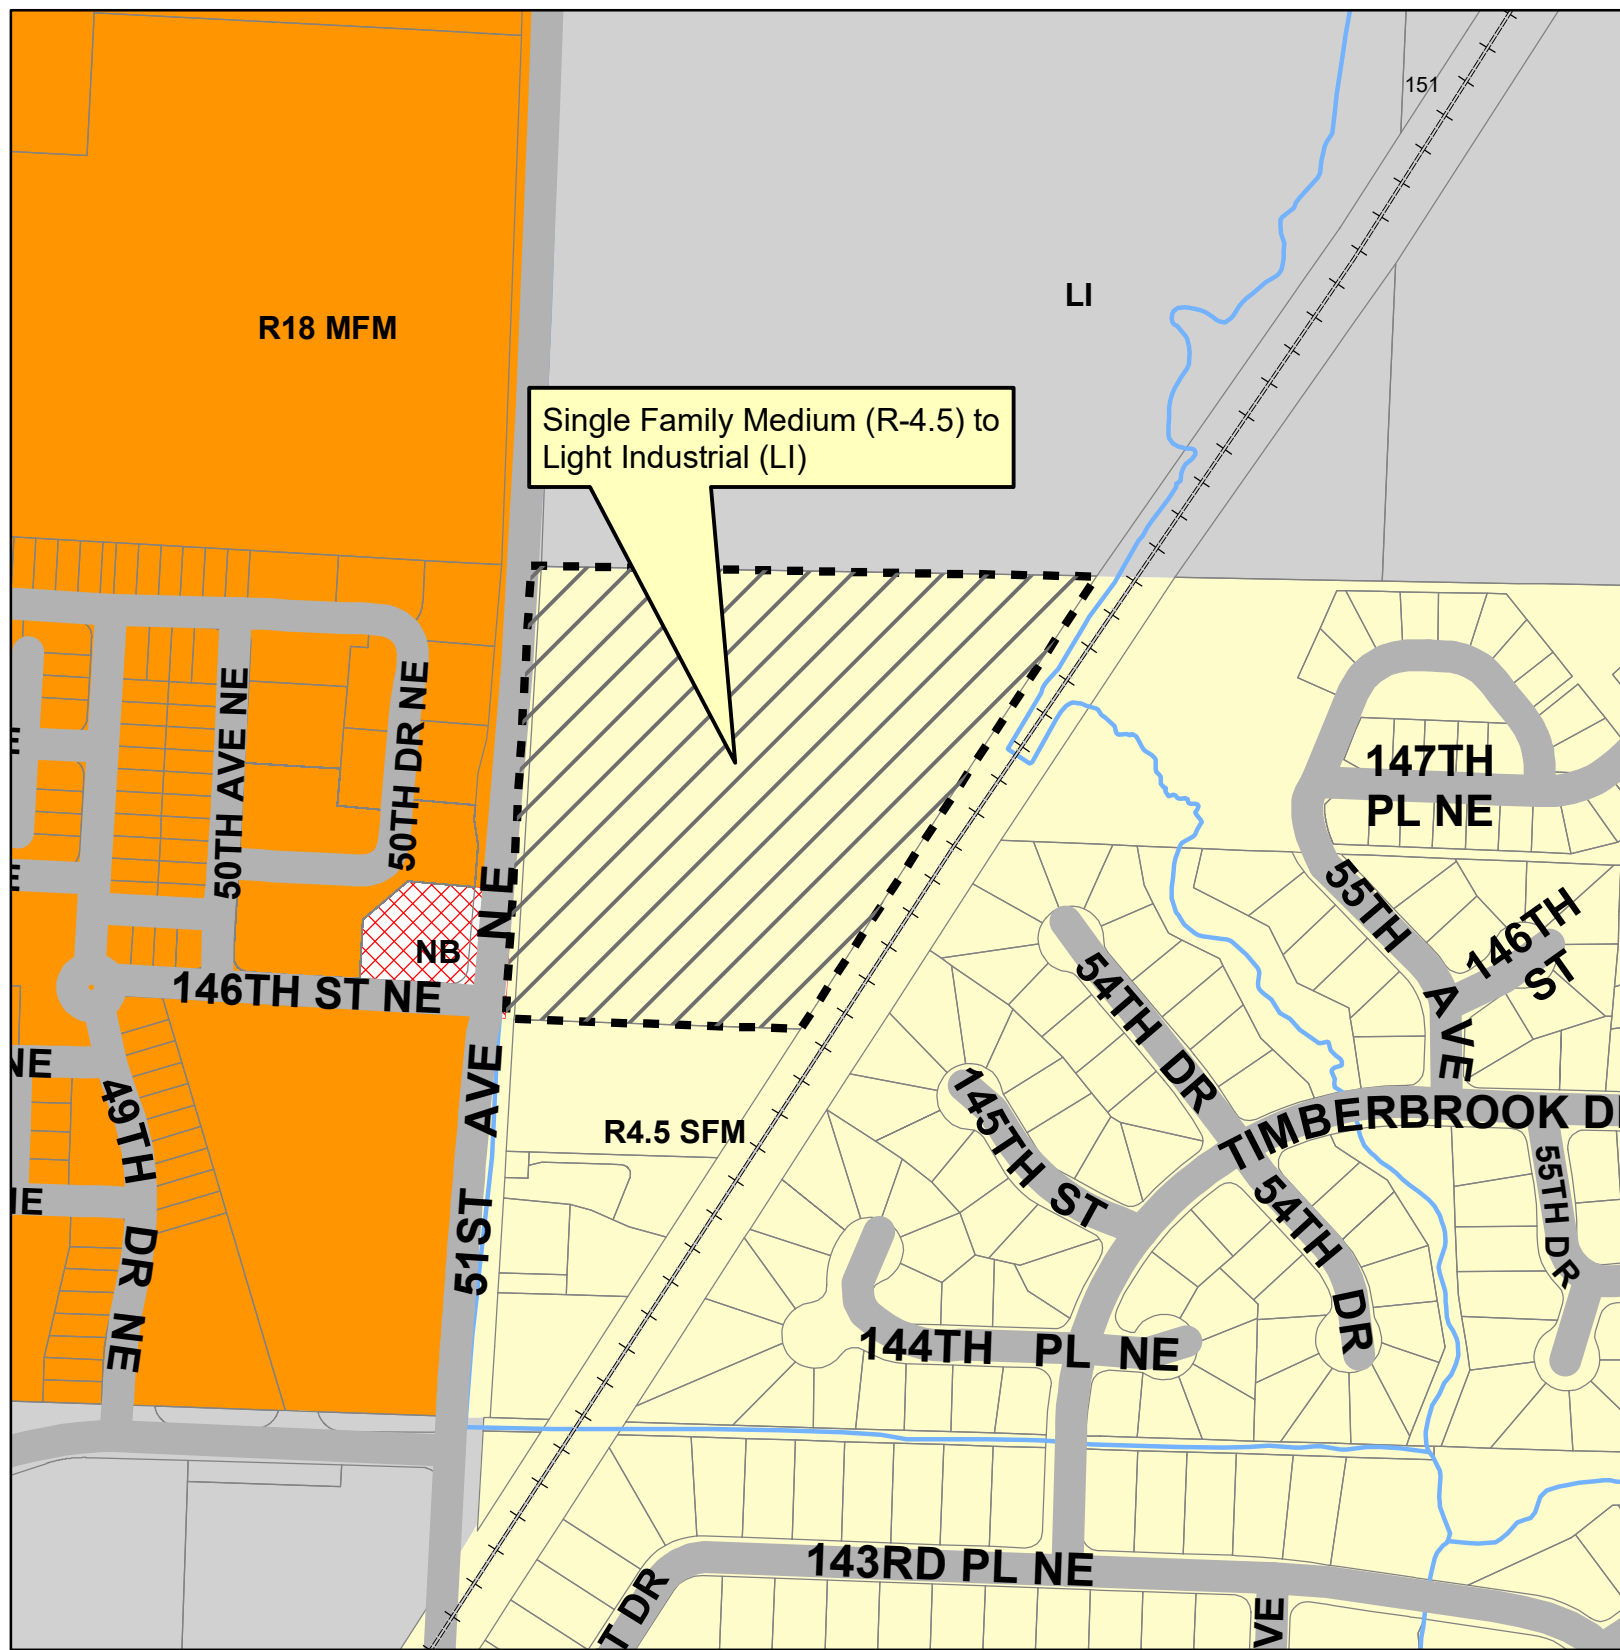 151
LI
R18 MFM
Single Family Medium (R-4.5) to
Light Industrial (LI)
50TH AVE NE
50TH DR NE
147TH
PL NE
55TH AVE
146TH
ST
NB
146TH ST NE
51ST AVE NE
54TH DR
145TH ST
R4.5 SFM
TIMBERBROOK
NE
49TH DR NE
54TH DR
55TH DR
144TH PL NE
143RD PL NE
DR